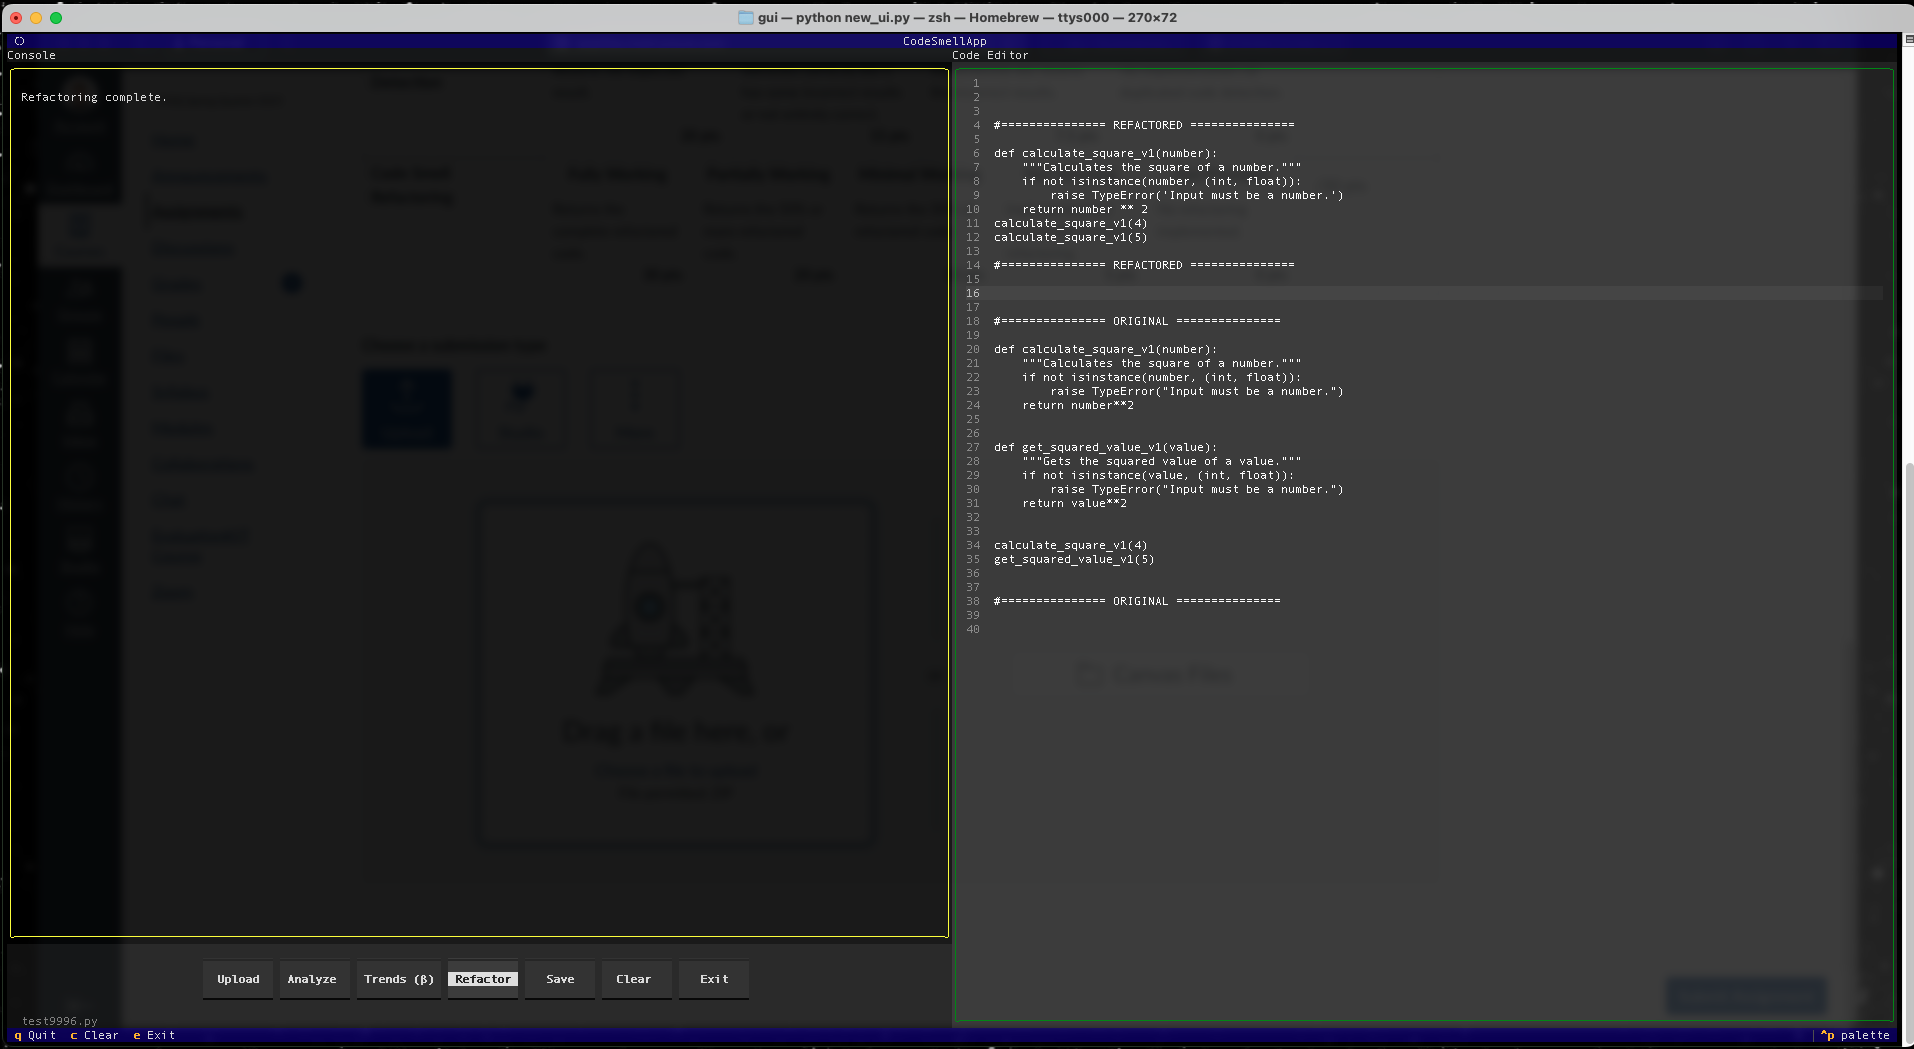 gui — python new_ui.py — zsh — Homebrew — ttys000 — 270×72
CodeSmellApp
Console
Refactoring complete.
Code Editor
1
2
3
4 #=============== REFACTORED ===============
5
6 def calculate_square_v1(number):
7     """Calculates the square of a number."""
8     if not isinstance(number, (int, float)):
9         raise TypeError('Input must be a number.')
10     return number ** 2
11 calculate_square_v1(4)
12 calculate_square_v1(5)
13
14 #=============== REFACTORED ===============
15
16
17
18 #=============== ORIGINAL ===============
19
20 def calculate_square_v1(number):
21     """Calculates the square of a number."""
22     if not isinstance(number, (int, float)):
23         raise TypeError("Input must be a number.")
24     return number**2
25
26
27 def get_squared_value_v1(value):
28     """Gets the squared value of a value."""
29     if not isinstance(value, (int, float)):
30         raise TypeError("Input must be a number.")
31     return value**2
32
33
34 calculate_square_v1(4)
35 get_squared_value_v1(5)
36
37
38 #=============== ORIGINAL ===============
39
40
Drag a file here, or
Canvas Files
Upload Analyze Trends (β) Refactor Save Clear Exit
test9996.py
q Quit c Clear e Exit ^p palette